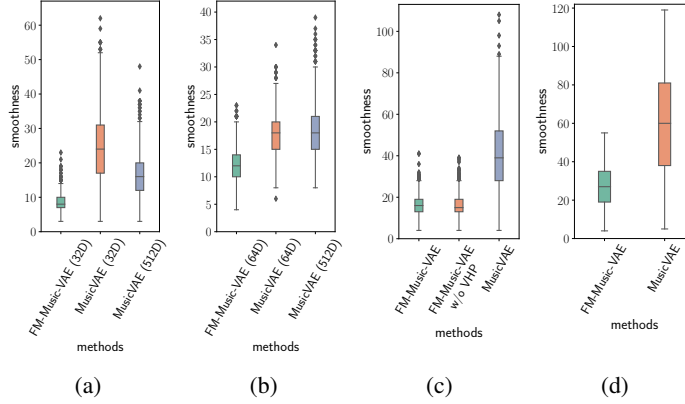 smoothness
60
50
40
30
20
10
0
FM-Music-VAE (32D)
MusicVAE (32D)
MusicVAE (512D)
methods
(a)
smoothness
40
35
30
25
20
15
10
5
0
FM-Music-VAE (64D)
MusicVAE (64D)
MusicVAE (512D)
methods
(b)
smoothness
100
80
60
40
20
0
FM-Music-VAE
FM-Music-VAE
w/o VHP
MusicVAE
methods
(c)
smoothness
120
100
80
60
40
20
0
FM-Music-VAE
MusicVAE
methods
(d)